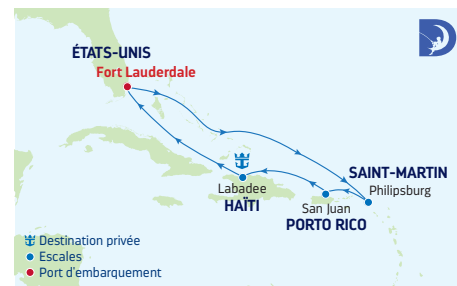 ÉTATS-UNIS
Fort Lauderdale
SAINT-MARTIN
Philipsburg
Labadee
HAÏTI
San Juan
PORTO RICO
Destination privée
Escales
Port d'embarquement